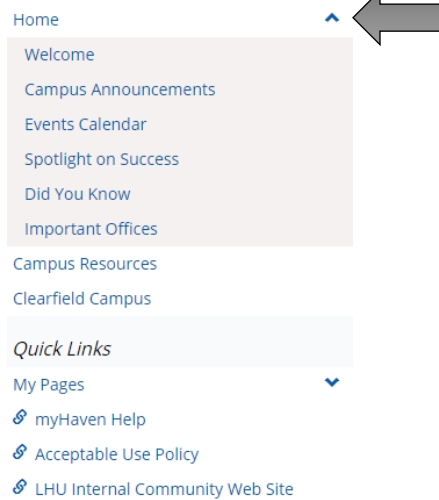 Home
Welcome
Campus Announcements
Events Calendar
Spotlight on Success
Did You Know
Important Offices
Campus Resources
Clearfield Campus
Quick Links
My Pages
myHaven Help
Acceptable Use Policy
LHU Internal Community Web Site